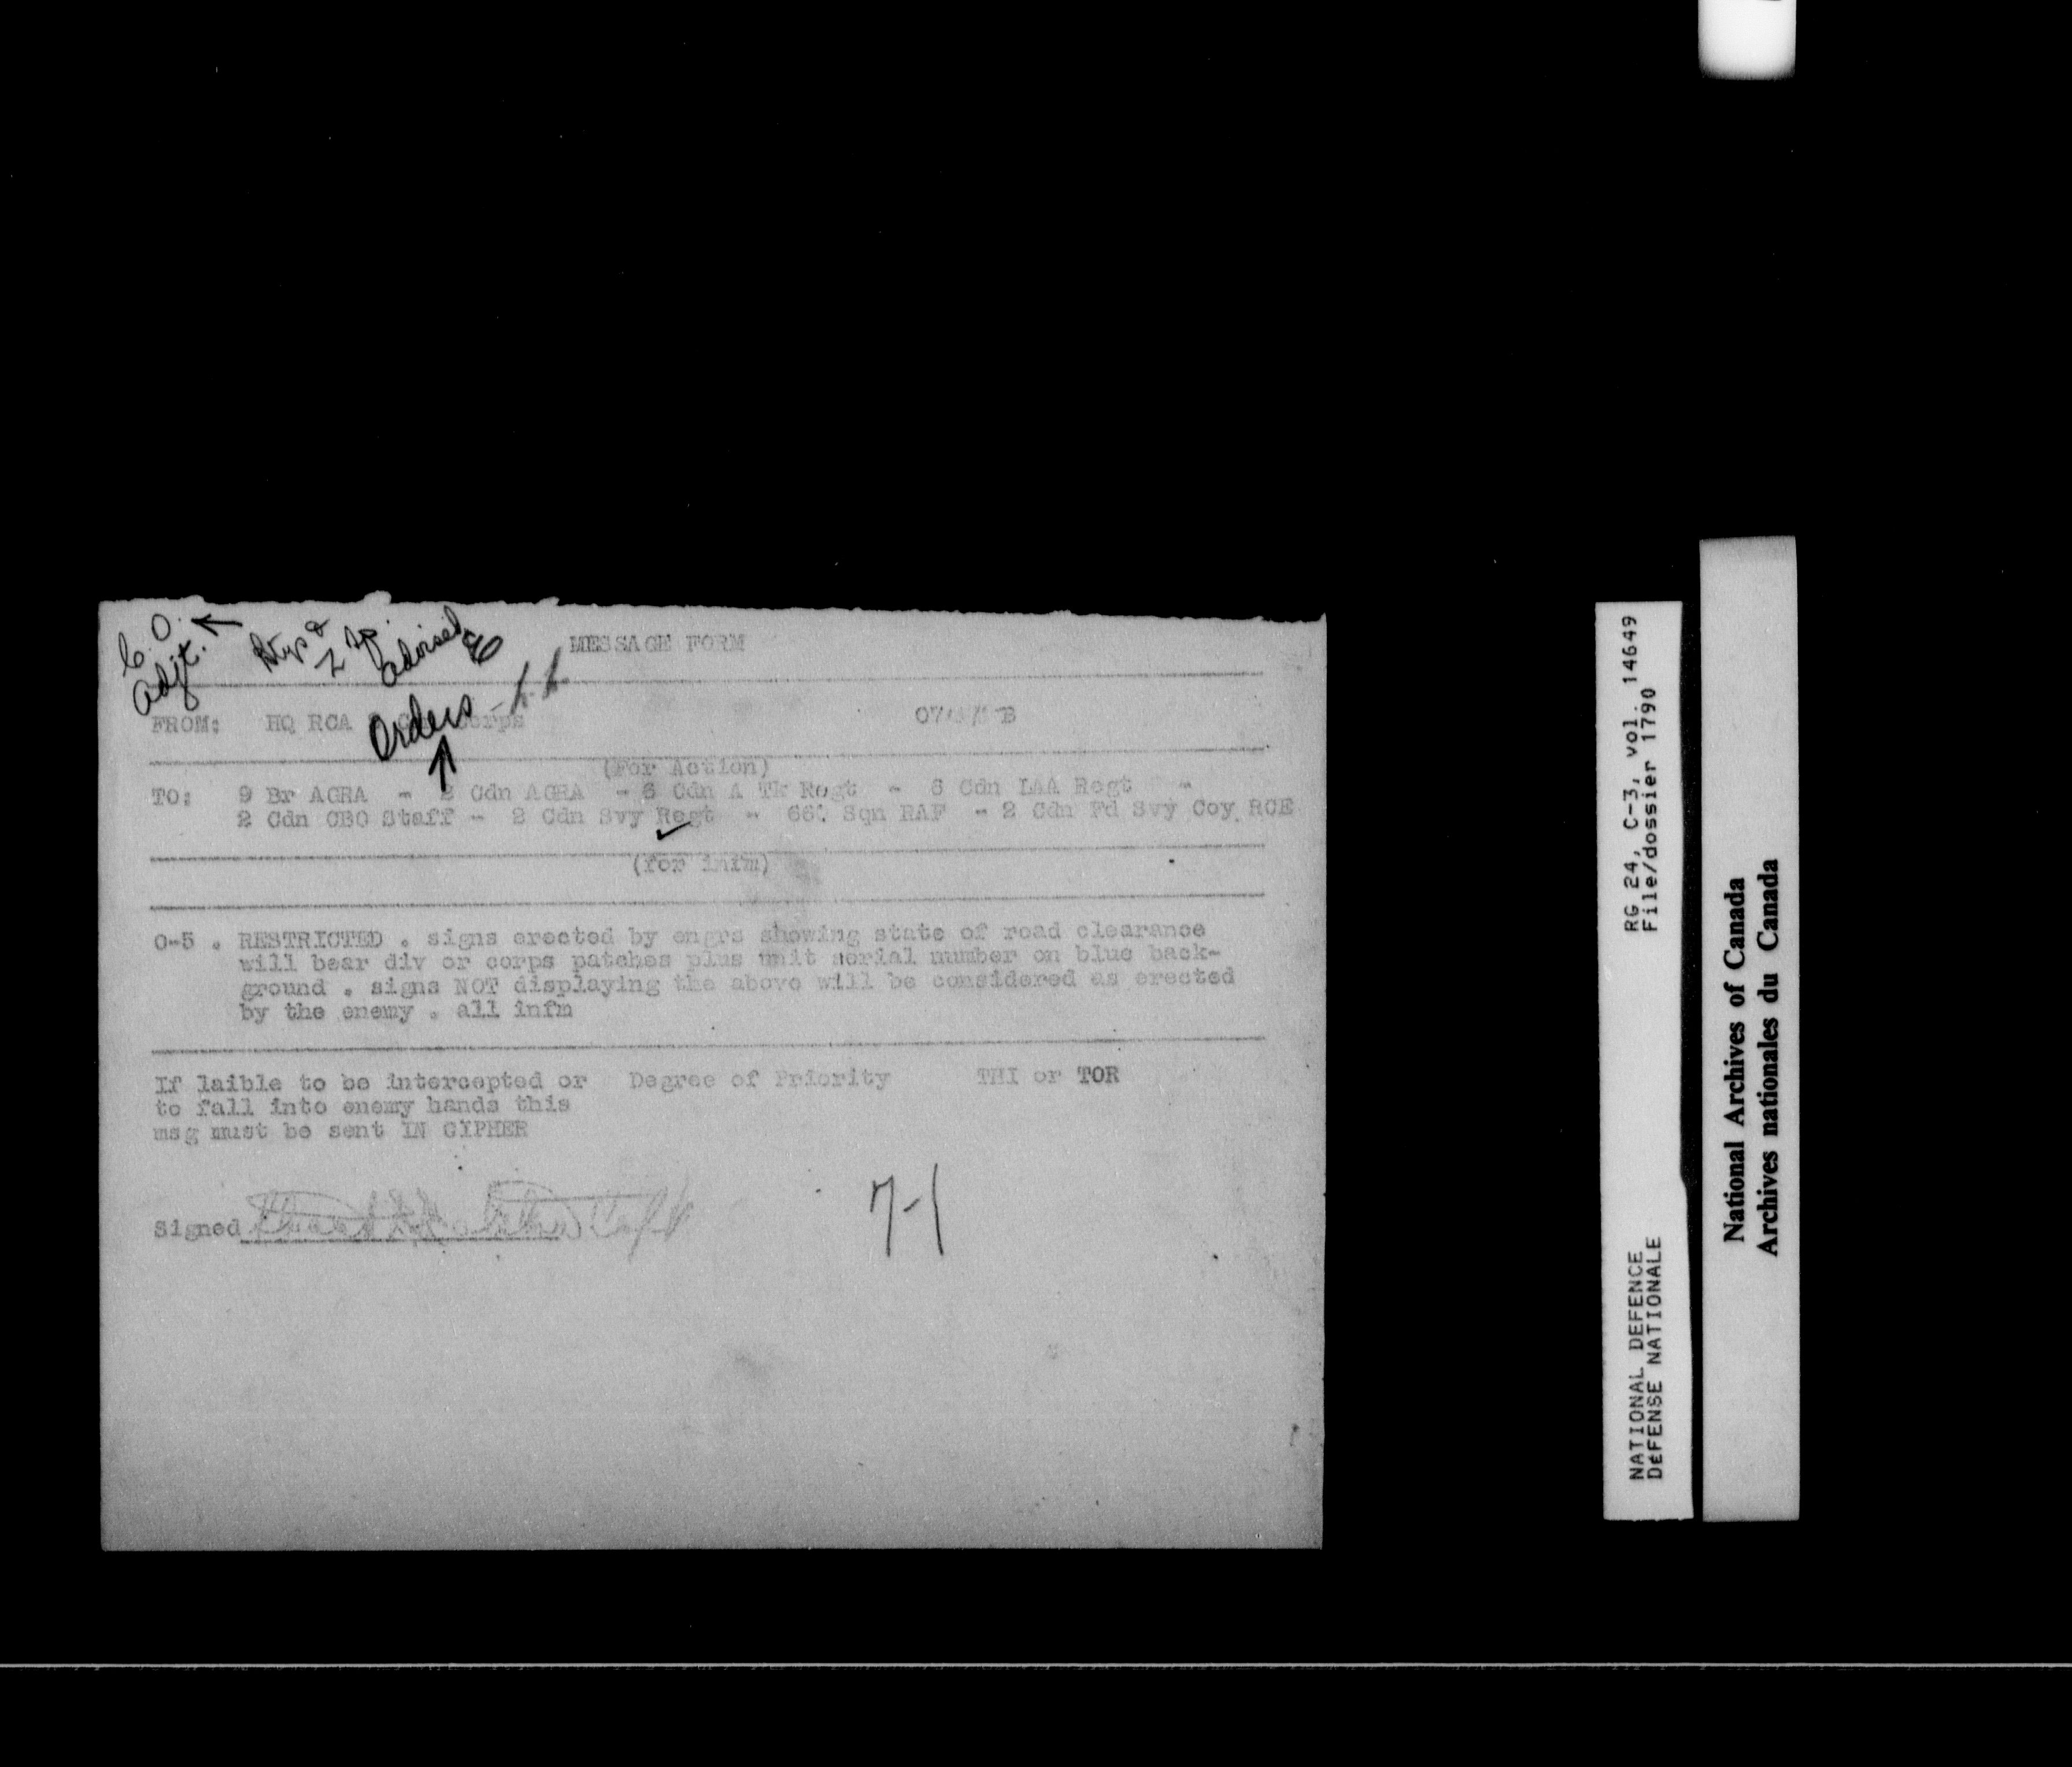 C.O. ←
Adjt.
Btys &
advised
Orders
↑
MESSAGE FORM
FROM: HQ RCA Corps B
(For Action)
TO: 9 Br AGRA - 2 Cdn AGRA - 6 Cdn A Tk Regt - 6 Cdn LAA Regt -
2 Cdn CBO Staff - 2 Cdn Svy Regt - Sqn RAF - 2 Cdn Fd Svy Coy RCE
(for infm)
O-5 . RESTRICTED . signs erected by engrs showing state of road clearance
will bear div or corps patches plus unit serial number on blue back-
ground . signs NOT displaying the above will be considered as erected
by the enemy . all infm
If laible to be intercepted or Degree of Priority THI or TOR
to fall into enemy hands this
msg must be sent IN CIPHER
Signed Capt
7-1
RG 24, C-3, vol. 14649
File/dossier 1790
NATIONAL DEFENCE
DéFENSE NATIONALE
National Archives of Canada
Archives nationales du Canada